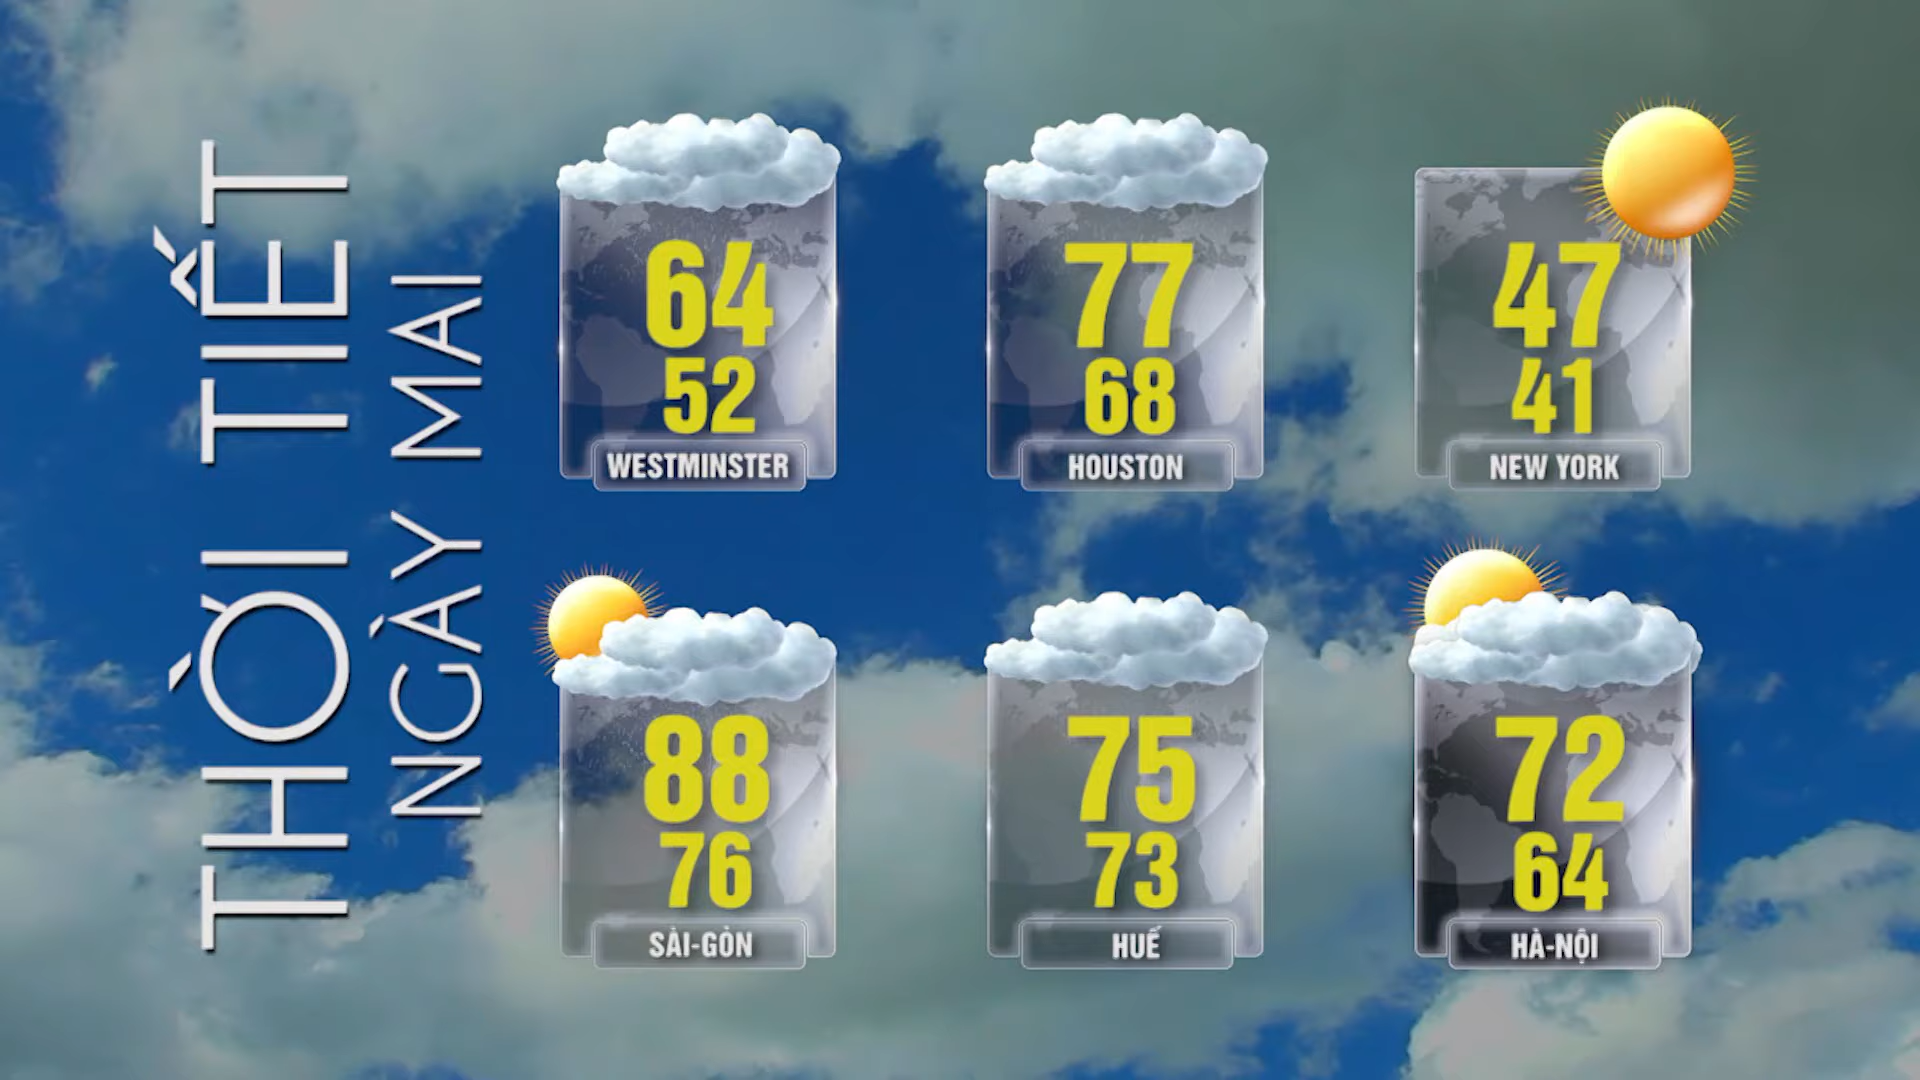 THỜI TIẾT
NGÀY MAI
64
52
WESTMINSTER
77
68
HOUSTON
47
41
NEW YORK
88
76
SÀI-GÒN
75
73
HUẾ
72
64
HÀ-NỘI